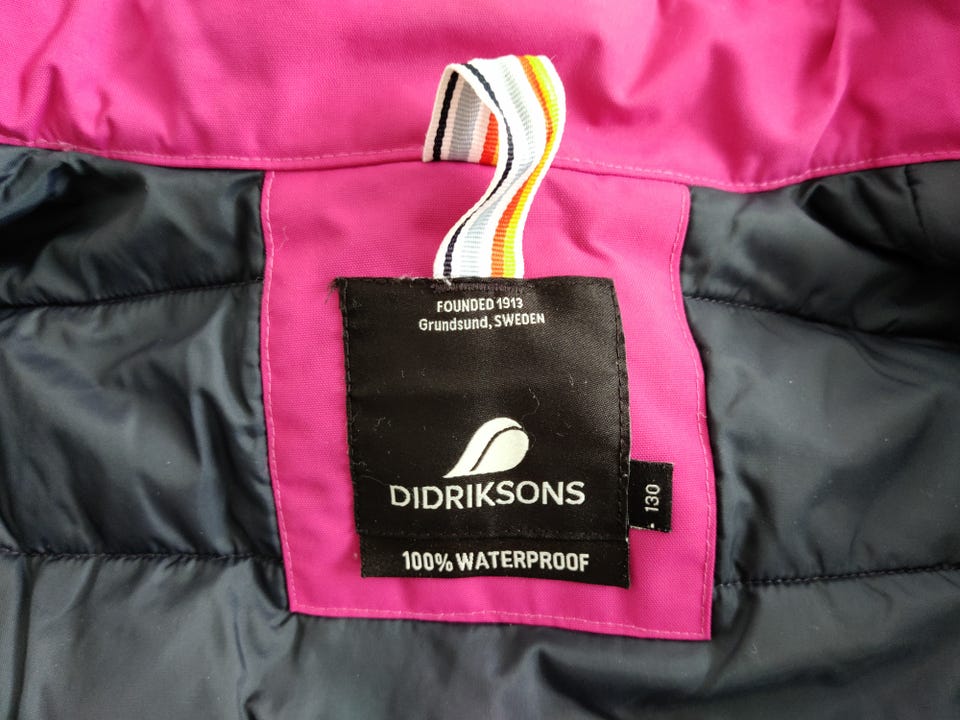 FOUNDED 1913
Grundsund, SWEDEN
DIDRIKSONS
130
100% WATERPROOF